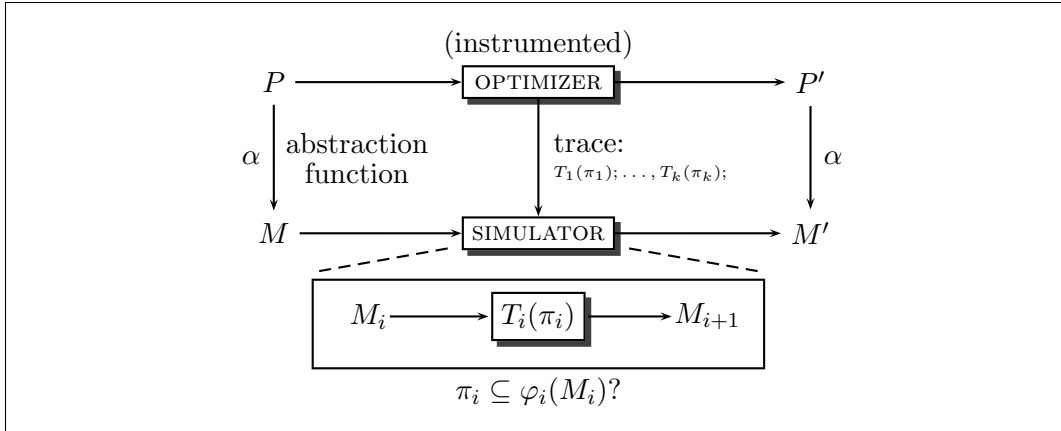 (instrumented)
P OPTIMIZER P′
α abstraction function trace: α
T₁(π₁); . . . , Tₖ(πₖ);
M SIMULATOR M′
Mᵢ Tᵢ(πᵢ) Mᵢ₊₁
πᵢ ⊆ φᵢ(Mᵢ)?